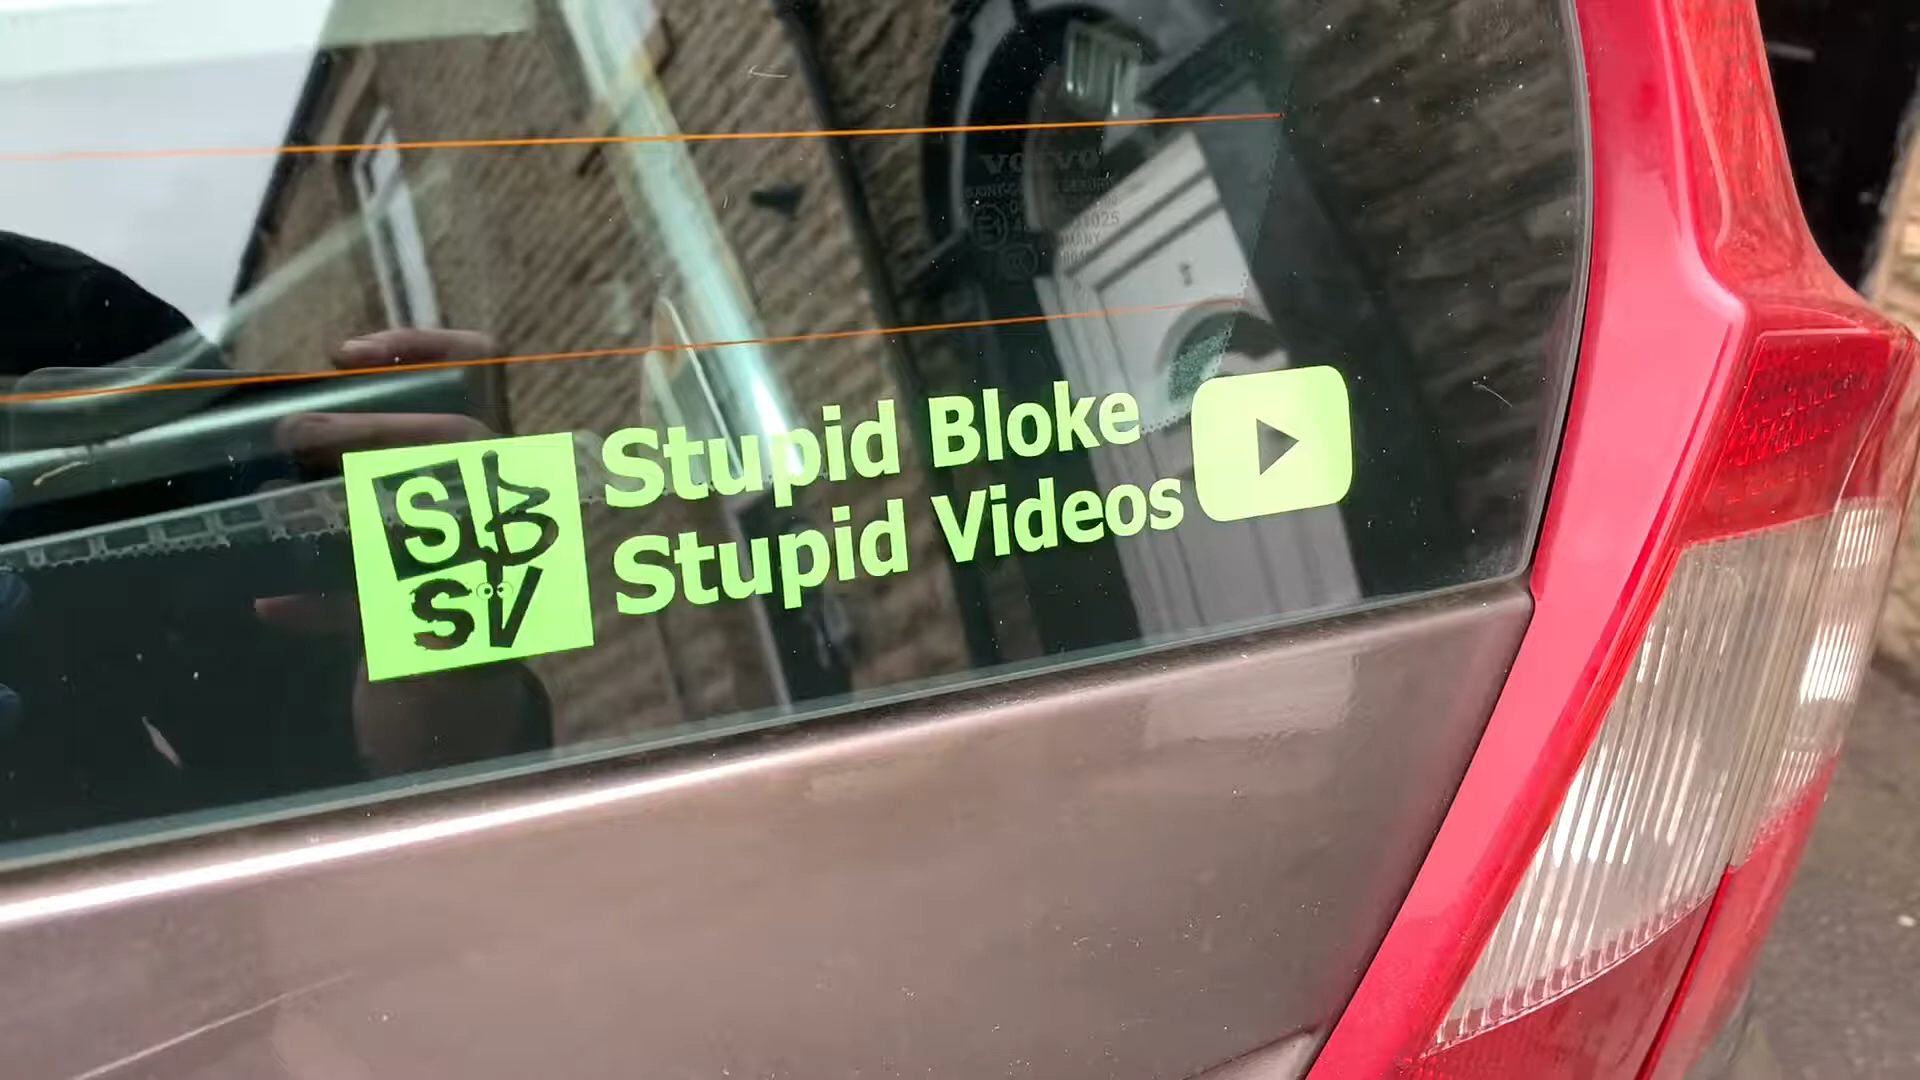 VOLVO
SB
SV
Stupid Bloke
Stupid Videos